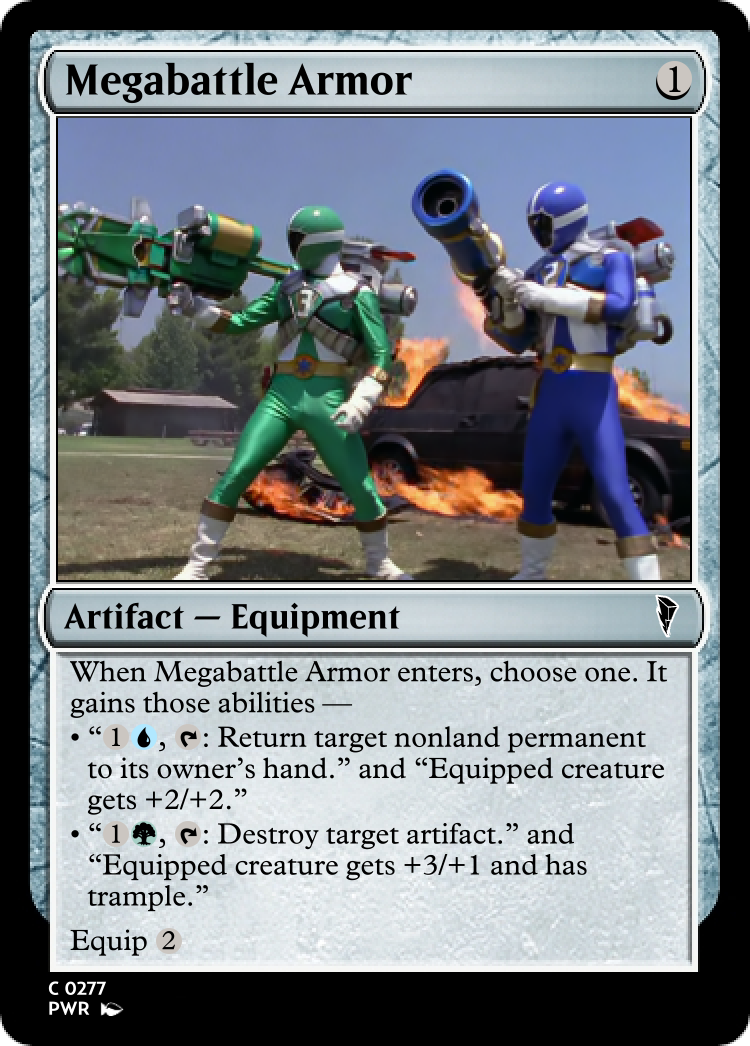 Megabattle Armor 1
3
2
Artifact — Equipment
When Megabattle Armor enters, choose one. It
gains those abilities —
• “1 , : Return target nonland permanent
to its owner's hand.” and “Equipped creature
gets +2/+2.”
• “1 , : Destroy target artifact.” and
“Equipped creature gets +3/+1 and has
trample.”
Equip 2
C 0277
PWR